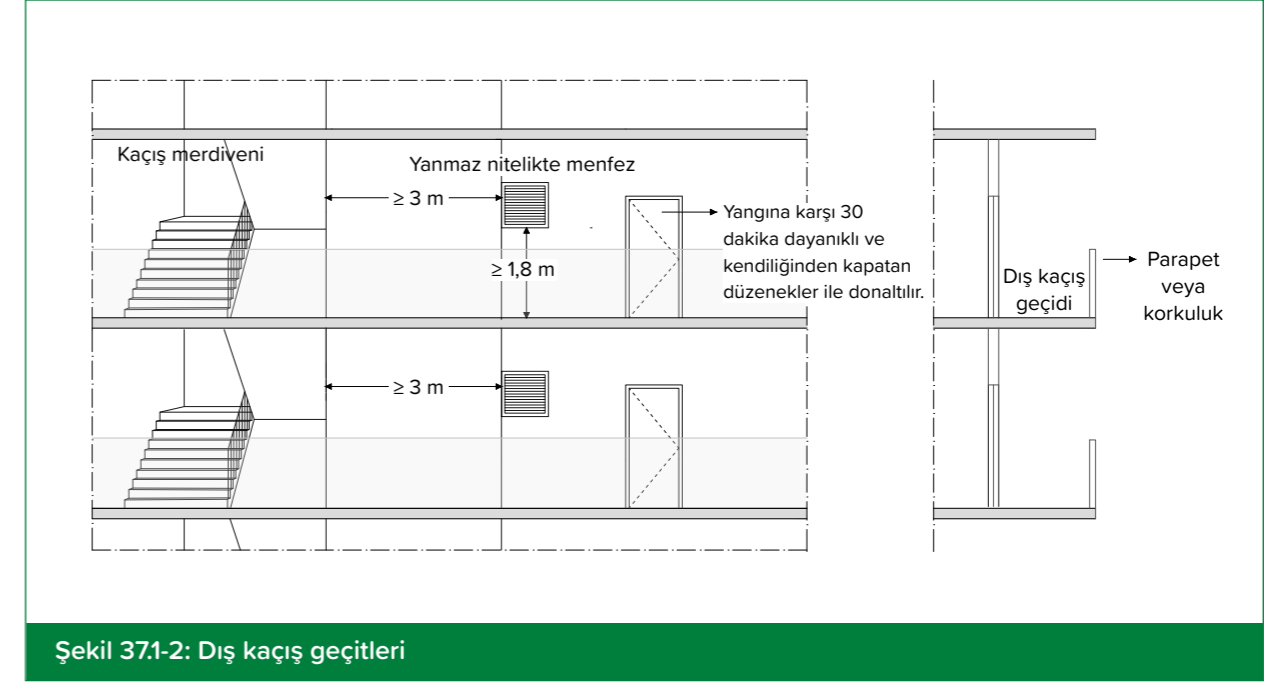 Kaçış merdiveni
Yanmaz nitelikte menfez
≥ 3 m
Yangına karşı 30
dakika dayanıklı ve
kendiliğinden kapatan
düzenekler ile donaltılır.
≥ 1,8 m
Dış kaçış
geçidi
Parapet
veya
korkuluk
≥ 3 m
Şekil 37.1-2: Dış kaçış geçitleri